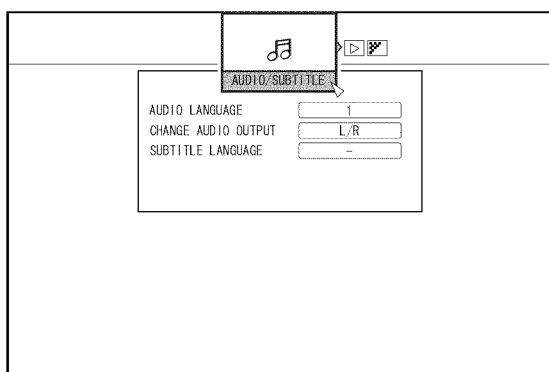 AUDIO/SUBTITLE
AUDIO LANGUAGE 1
CHANGE AUDIO OUTPUT L/R
SUBTITLE LANGUAGE -